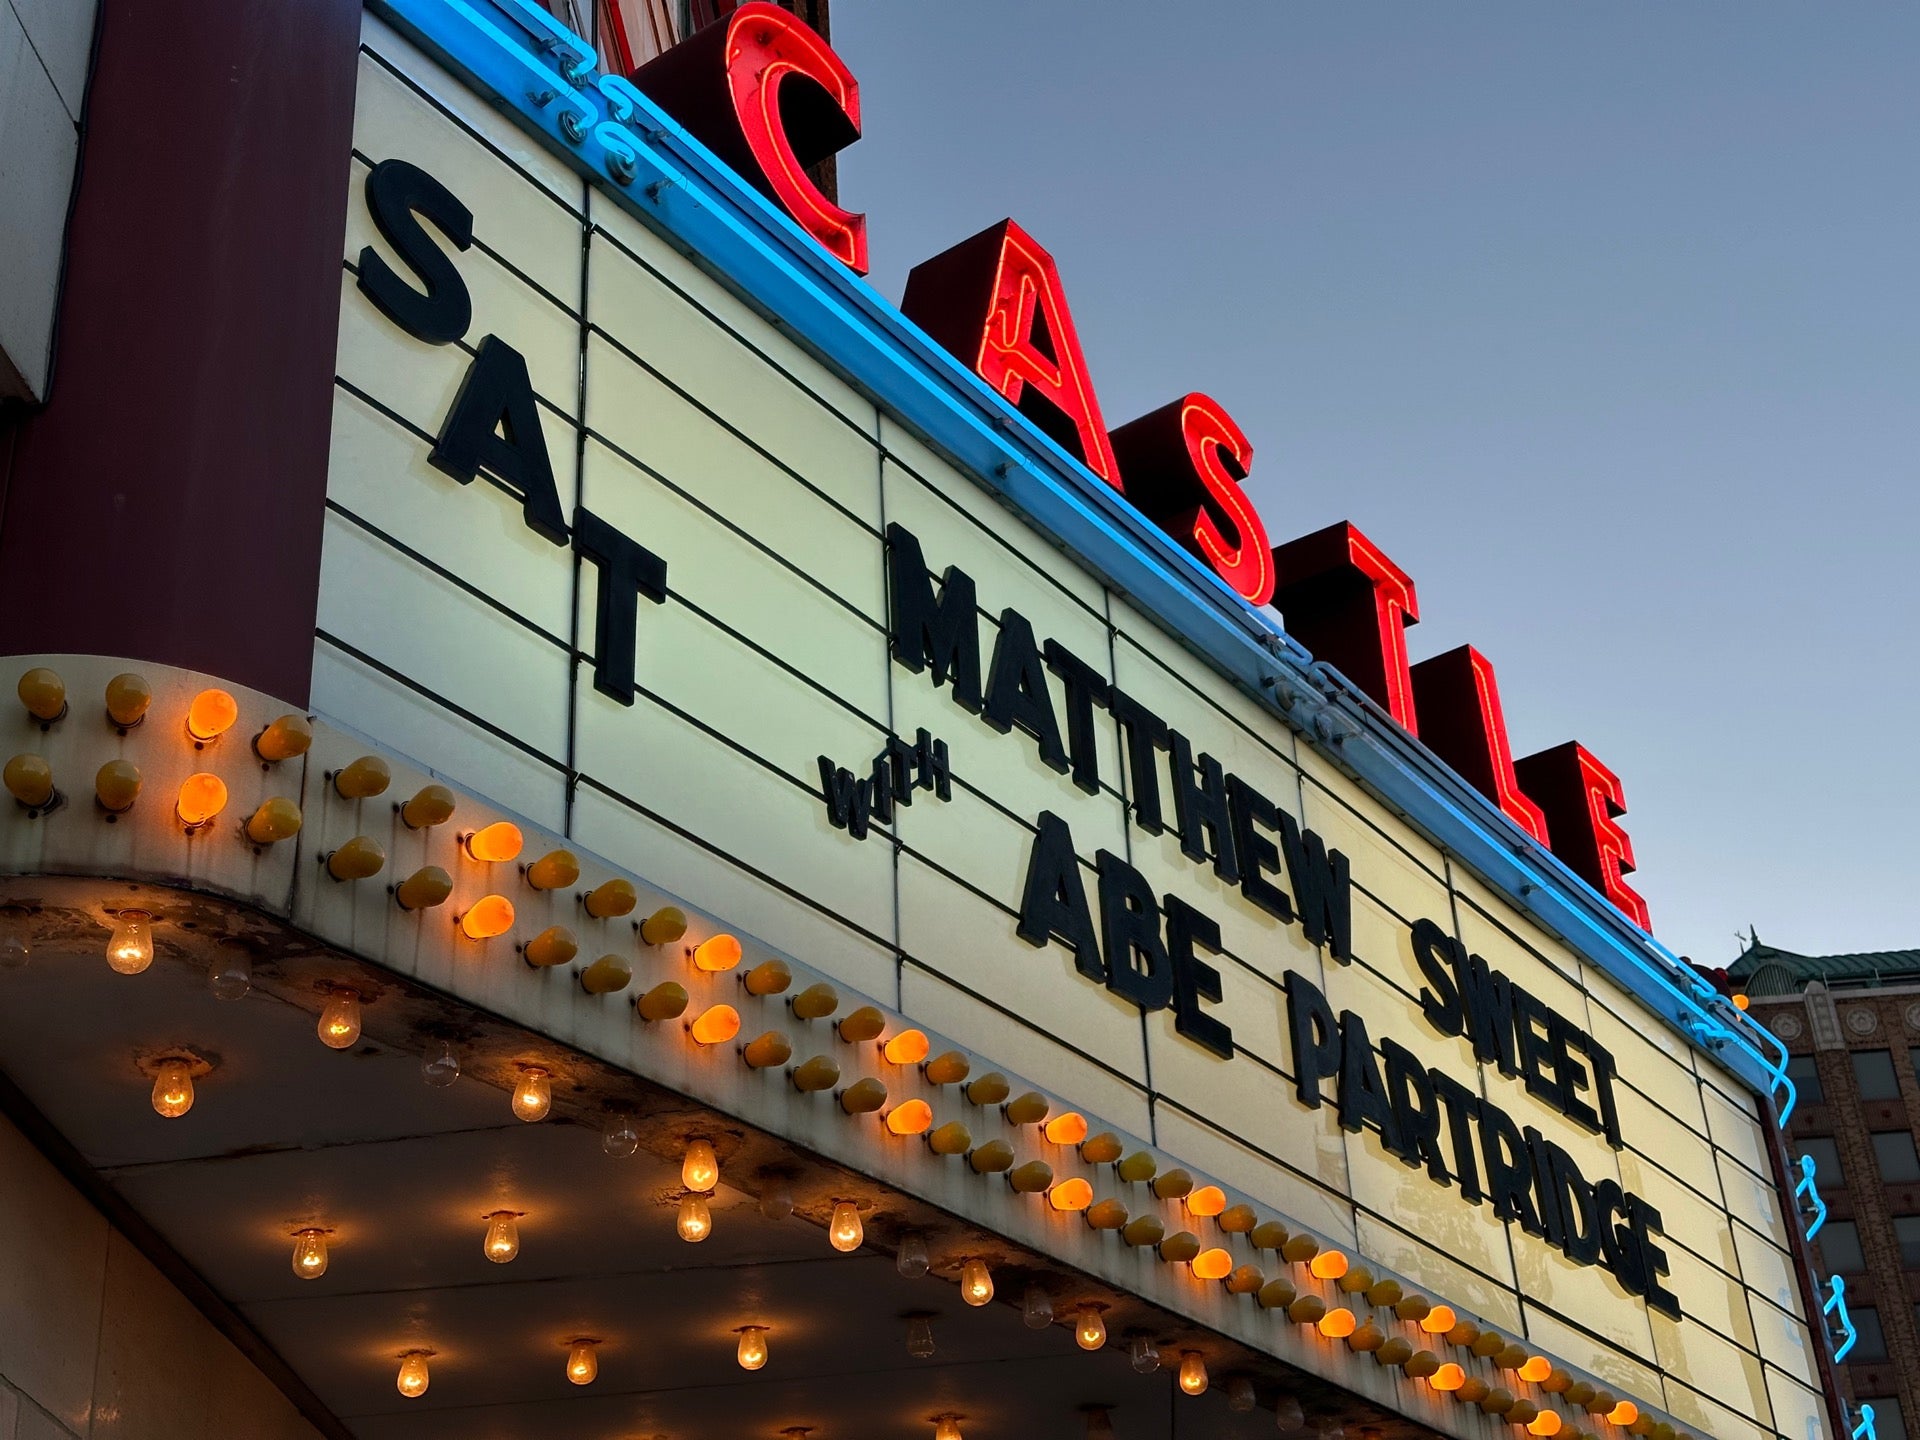 CASTLE
SAT
MATTHEW SWEET
WITH
ABE PARTRIDGE